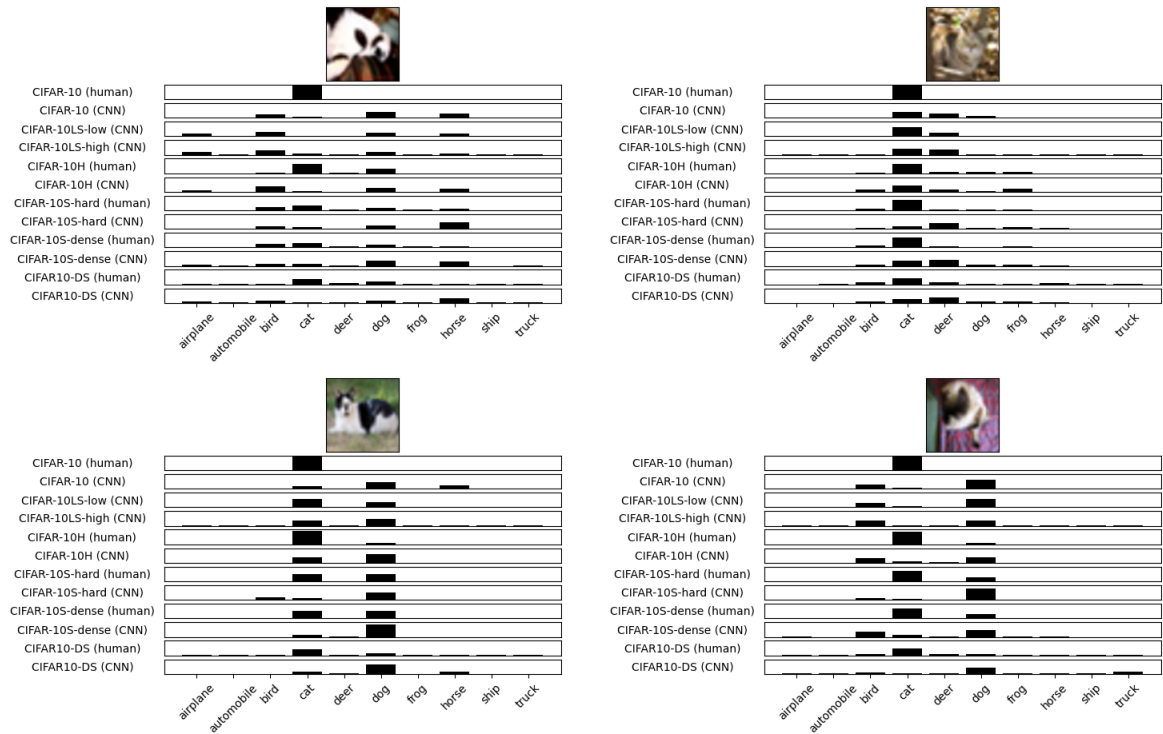 CIFAR-10 (human)
CIFAR-10 (CNN)
CIFAR-10LS-low (CNN)
CIFAR-10LS-high (CNN)
CIFAR-10H (human)
CIFAR-10H (CNN)
CIFAR-10S-hard (human)
CIFAR-10S-hard (CNN)
CIFAR-10S-dense (human)
CIFAR-10S-dense (CNN)
CIFAR10-DS (human)
CIFAR10-DS (CNN)
airplane
automobile
bird
cat
deer
dog
frog
horse
ship
truck
CIFAR-10 (human)
CIFAR-10 (CNN)
CIFAR-10LS-low (CNN)
CIFAR-10LS-high (CNN)
CIFAR-10H (human)
CIFAR-10H (CNN)
CIFAR-10S-hard (human)
CIFAR-10S-hard (CNN)
CIFAR-10S-dense (human)
CIFAR-10S-dense (CNN)
CIFAR10-DS (human)
CIFAR10-DS (CNN)
airplane
automobile
bird
cat
deer
dog
frog
horse
ship
truck
CIFAR-10 (human)
CIFAR-10 (CNN)
CIFAR-10LS-low (CNN)
CIFAR-10LS-high (CNN)
CIFAR-10H (human)
CIFAR-10H (CNN)
CIFAR-10S-hard (human)
CIFAR-10S-hard (CNN)
CIFAR-10S-dense (human)
CIFAR-10S-dense (CNN)
CIFAR10-DS (human)
CIFAR10-DS (CNN)
airplane
automobile
bird
cat
deer
dog
frog
horse
ship
truck
CIFAR-10 (human)
CIFAR-10 (CNN)
CIFAR-10LS-low (CNN)
CIFAR-10LS-high (CNN)
CIFAR-10H (human)
CIFAR-10H (CNN)
CIFAR-10S-hard (human)
CIFAR-10S-hard (CNN)
CIFAR-10S-dense (human)
CIFAR-10S-dense (CNN)
CIFAR10-DS (human)
CIFAR10-DS (CNN)
airplane
automobile
bird
cat
deer
dog
frog
horse
ship
truck